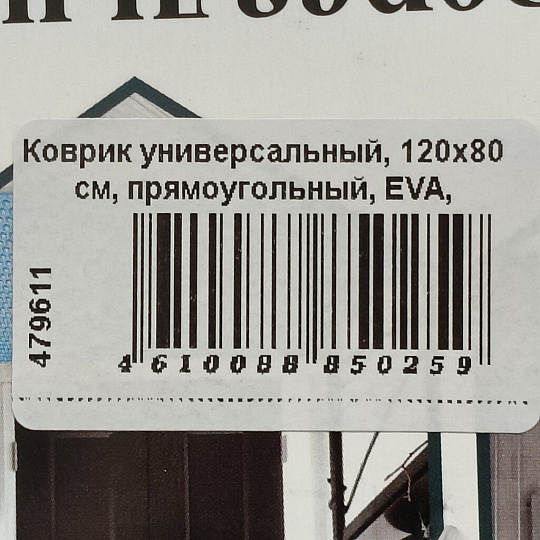 Коврик универсальный, 120x80
см, прямоугольный, EVA,
479611
4 610088 850259